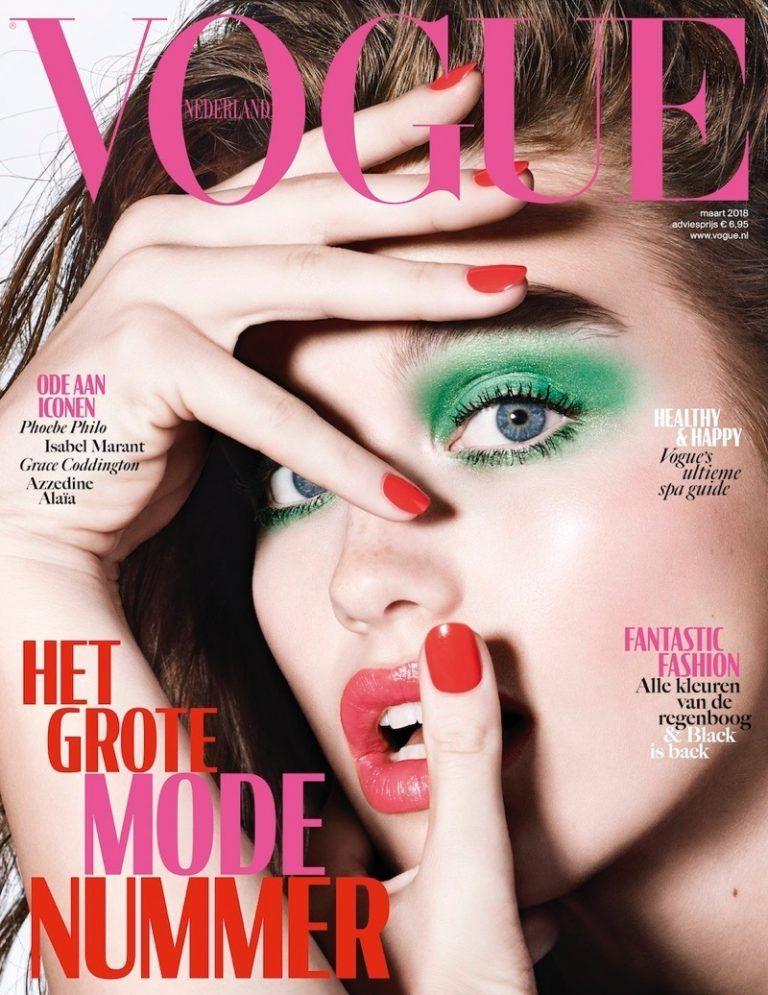 VOGUE
NEDERLAND
maart 2018
adviesprijs € 6,95
www.vogue.nl
ODE AAN
ICONEN
Phoebe Philo
Isabel Marant
Grace Coddington
Azzedine
Alaïa
HEALTHY
& HAPPY
Vogue's
ultieme
spa guide
FANTASTIC
FASHION
Alle kleuren
van de
regenboog
& Black
is back
HET
GROTE
MODE
NUMMER